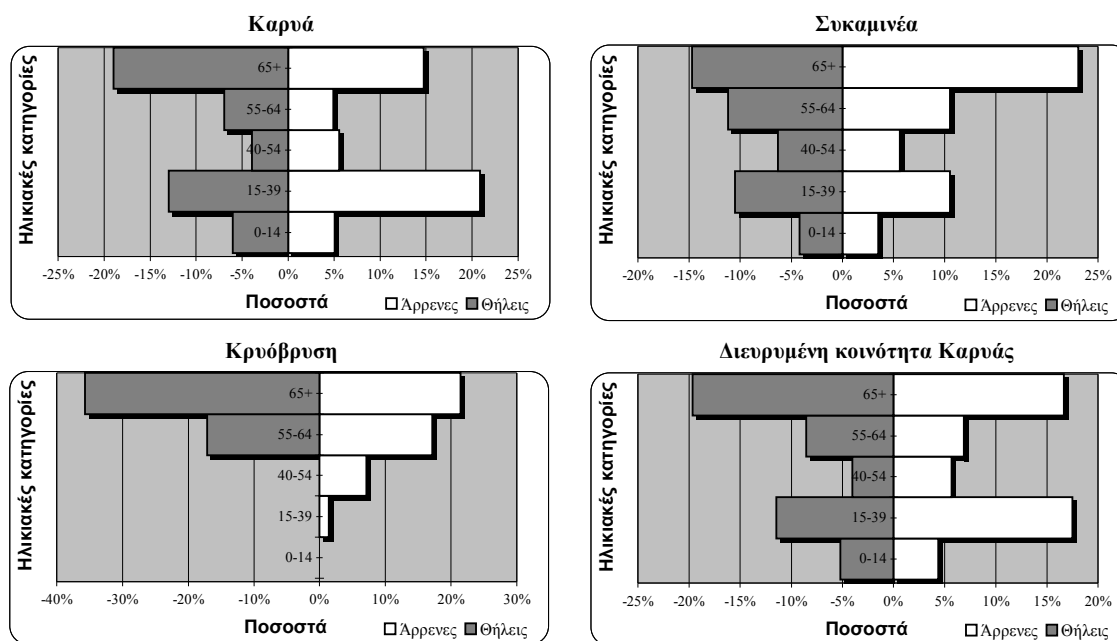 Καρυά
Ηλικιακές κατηγορίες
65+
55-64
40-54
15-39
0-14
-25% -20% -15% -10% -5% 0% 5% 10% 15% 20% 25%
Ποσοστά
Άρρενες Θήλεις
Συκαμινέα
Ηλικιακές κατηγορίες
65+
55-64
40-54
15-39
0-14
-20% -15% -10% -5% 0% 5% 10% 15% 20% 25%
Ποσοστά
Άρρενες Θήλεις
Κρυόβρυση
Ηλικιακές κατηγορίες
65+
55-64
40-54
15-39
0-14
-40% -30% -20% -10% 0% 10% 20% 30%
Ποσοστά
Άρρενες Θήλεις
Διευρυμένη κοινότητα Καρυάς
Ηλικιακές κατηγορίες
65+
55-64
40-54
15-39
0-14
-25% -20% -15% -10% -5% 0% 5% 10% 15% 20%
Ποσοστά
Άρρενες Θήλεις